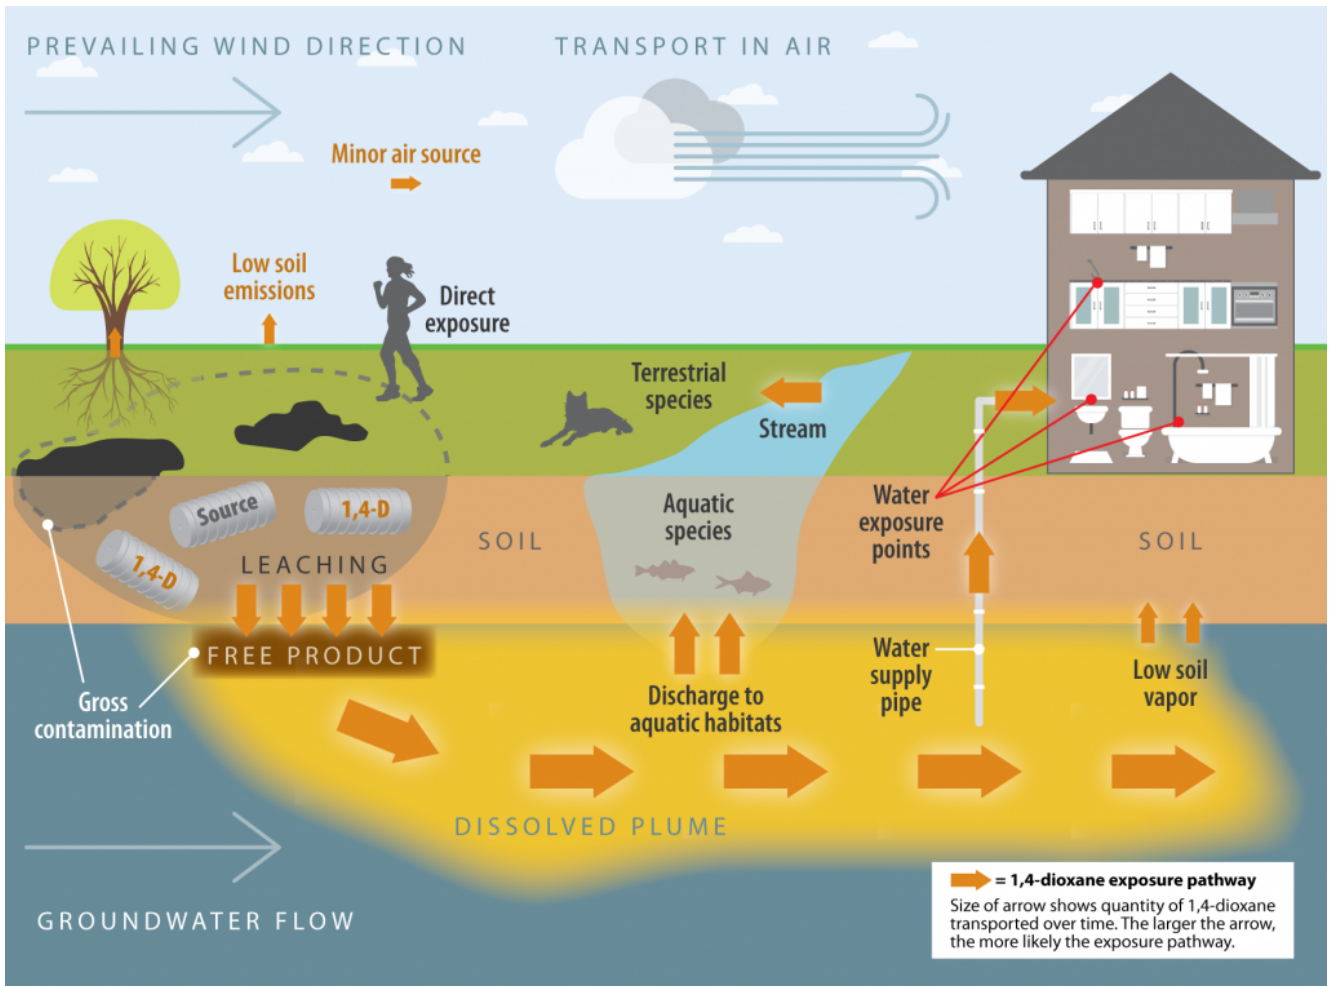 PREVAILING WIND DIRECTION
TRANSPORT IN AIR
Minor air source
Low soil
emissions
Direct
exposure
Terrestrial
species
Stream
Source
1,4-D
1,4-D
LEACHING
SOIL
Aquatic
species
Water
exposure
points
SOIL
FREE PRODUCT
Gross
contamination
Discharge to
aquatic habitats
Water
supply
pipe
Low soil
vapor
DISSOLVED PLUME
GROUNDWATER FLOW
= 1,4-dioxane exposure pathway
Size of arrow shows quantity of 1,4-dioxane
transported over time. The larger the arrow,
the more likely the exposure pathway.